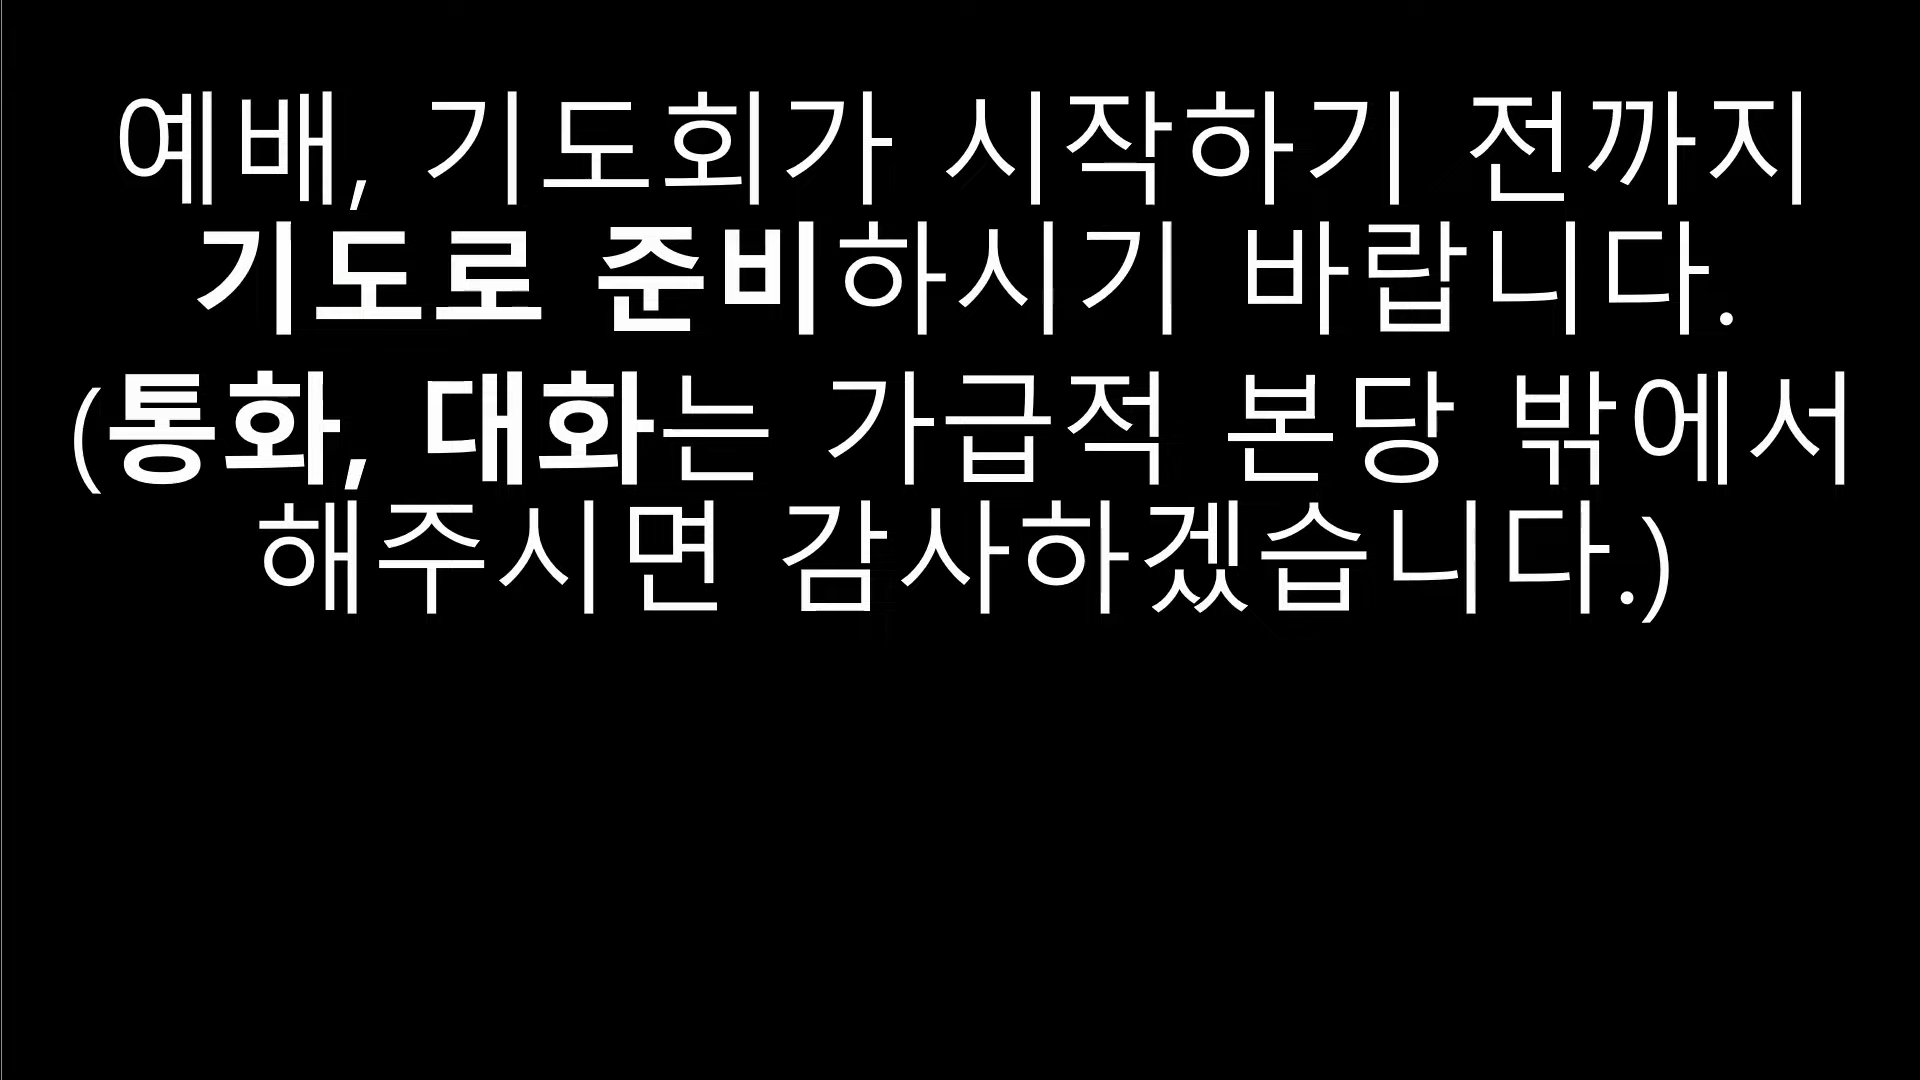 예배, 기도회가 시작하기 전까지
기도로 준비하시기 바랍니다.
(통화, 대화는 가급적 본당 밖에서
해주시면 감사하겠습니다.)